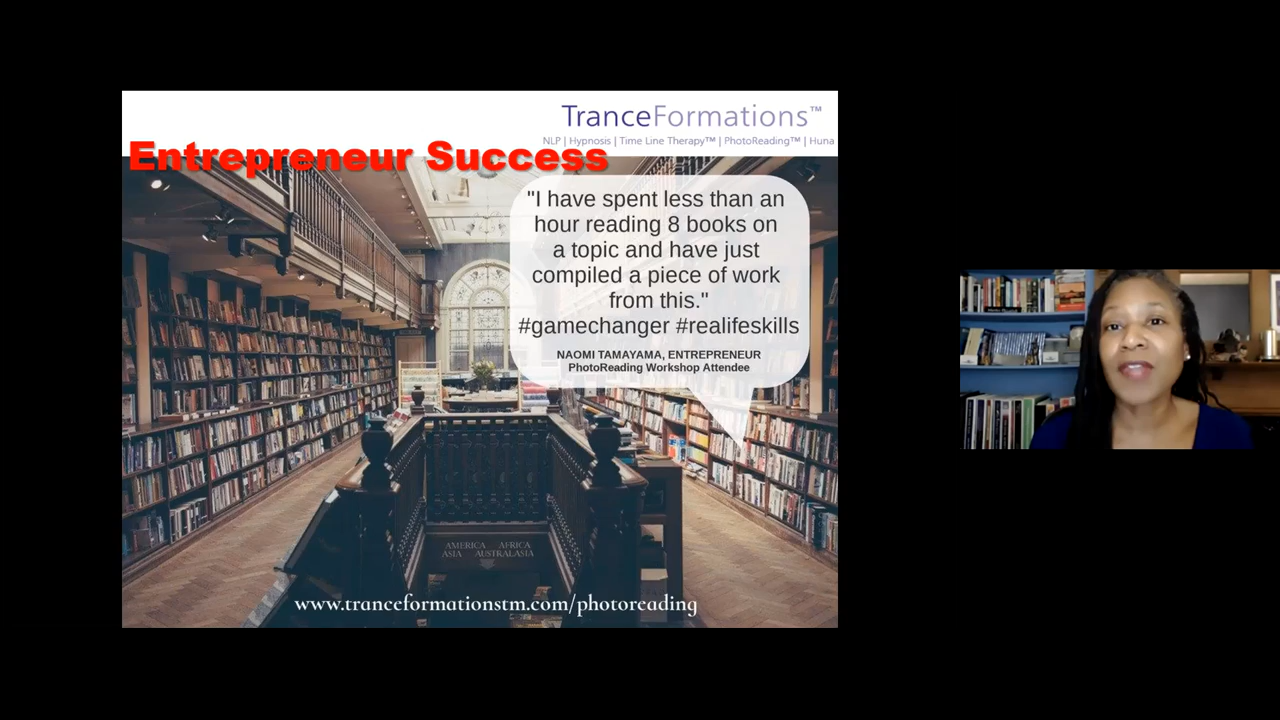 TranceFormations™
NLP | Hypnosis | Time Line Therapy™ | PhotoReading™ | Huna
Entrepreneur Success
"I have spent less than an
hour reading 8 books on
a topic and have just
compiled a piece of work
from this."
#gamechanger #realifeskills
NAOMI TAMAYAMA, ENTREPRENEUR
PhotoReading Workshop Attendee
AMERICA AFRICA
ASIA AUSTRALASIA
www.tranceformationstm.com/photoreading